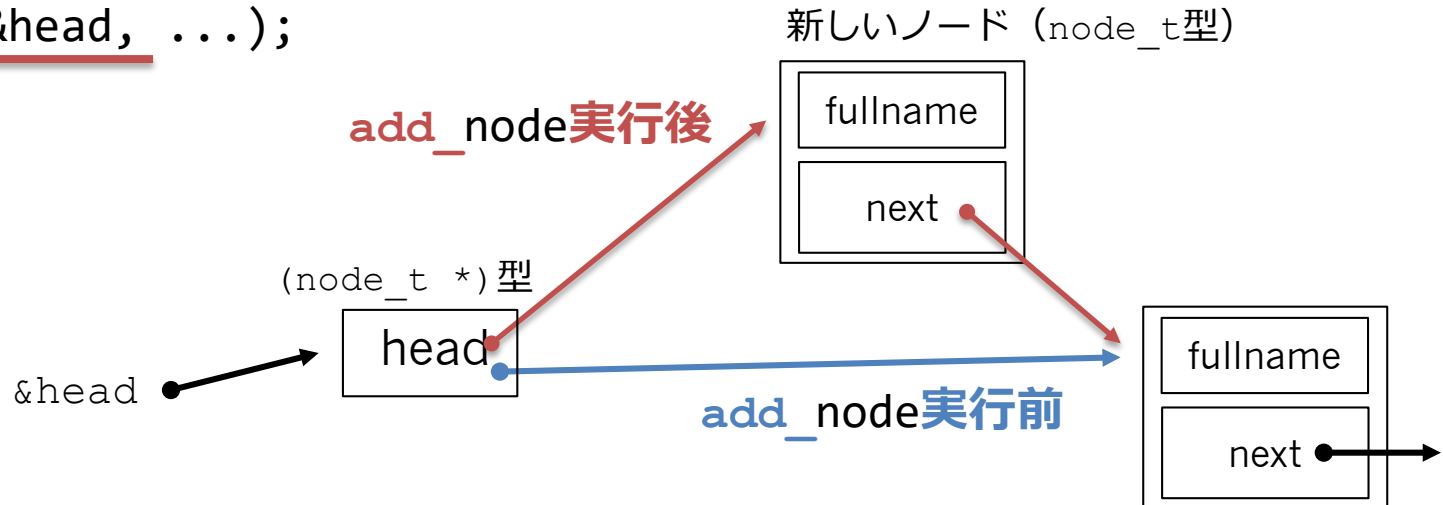 &head, ...);
新しいノード（node_t型）
fullname
add_node実行後
next
(node_t *)型
head
fullname
&head
add_node実行前
next